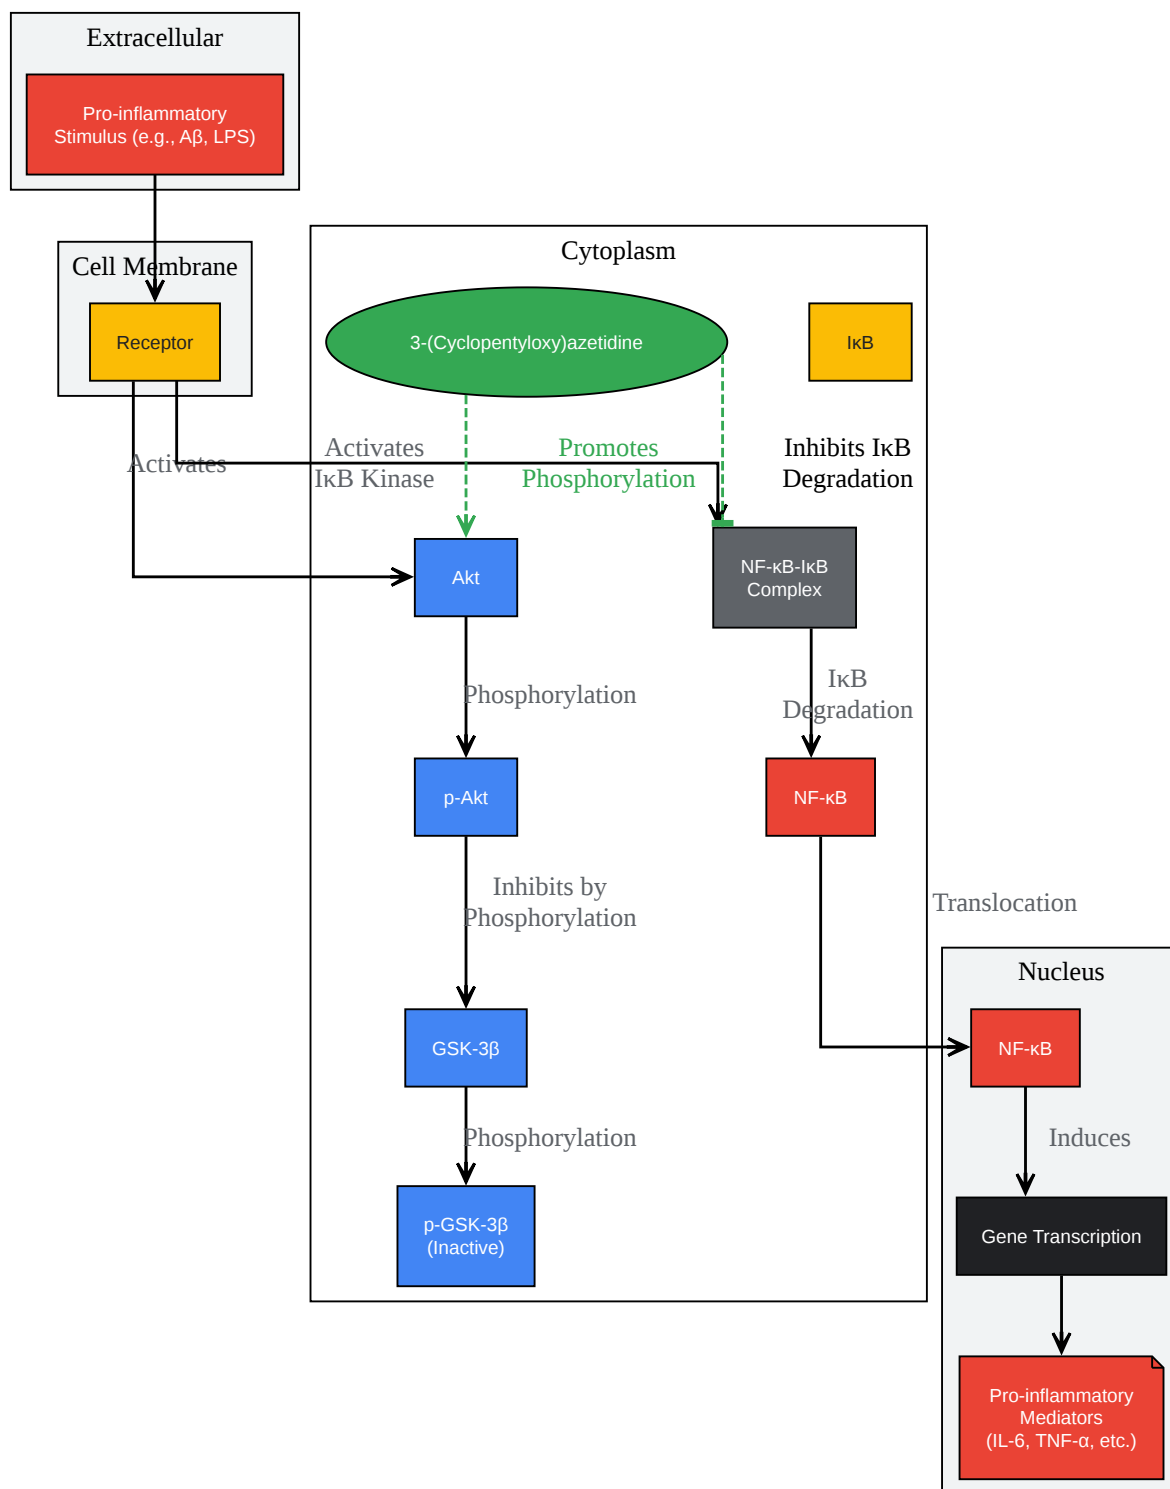 Extracellular
Pro-inflammatory
Stimulus (e.g., Aβ, LPS)
Cell Membrane
Receptor
Cytoplasm
3-(Cyclopentyloxy)azetidine
IκB
Activates
Activates
IκB Kinase
Promotes
Phosphorylation
Inhibits IκB
Degradation
Akt
NF-κB-IκB
Complex
Phosphorylation
IκB
Degradation
p-Akt
NF-κB
Inhibits by
Phosphorylation
Translocation
Nucleus
GSK-3β
NF-κB
Phosphorylation
Induces
p-GSK-3β
(Inactive)
Gene Transcription
Pro-inflammatory
Mediators
(IL-6, TNF-α, etc.)